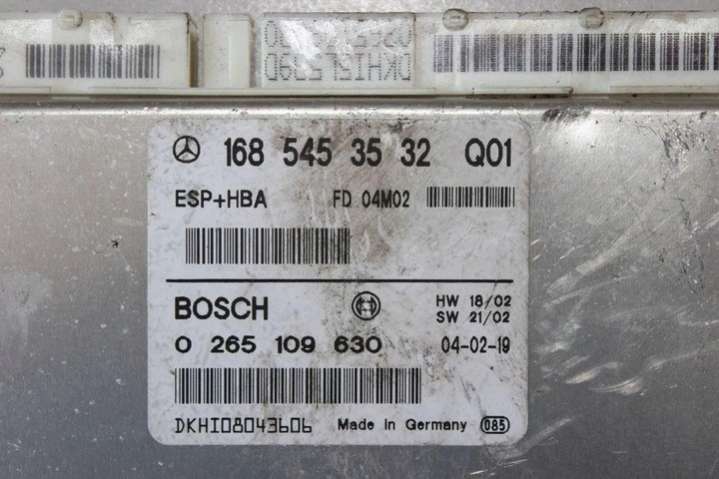 DKHI5L539D
168 545 35 32 Q01
ESP+HBA FD 04M02
BOSCH HW 18/02
SW 21/02
0 265 109 630 04-02-19
DKHI08043606 Made in Germany 085